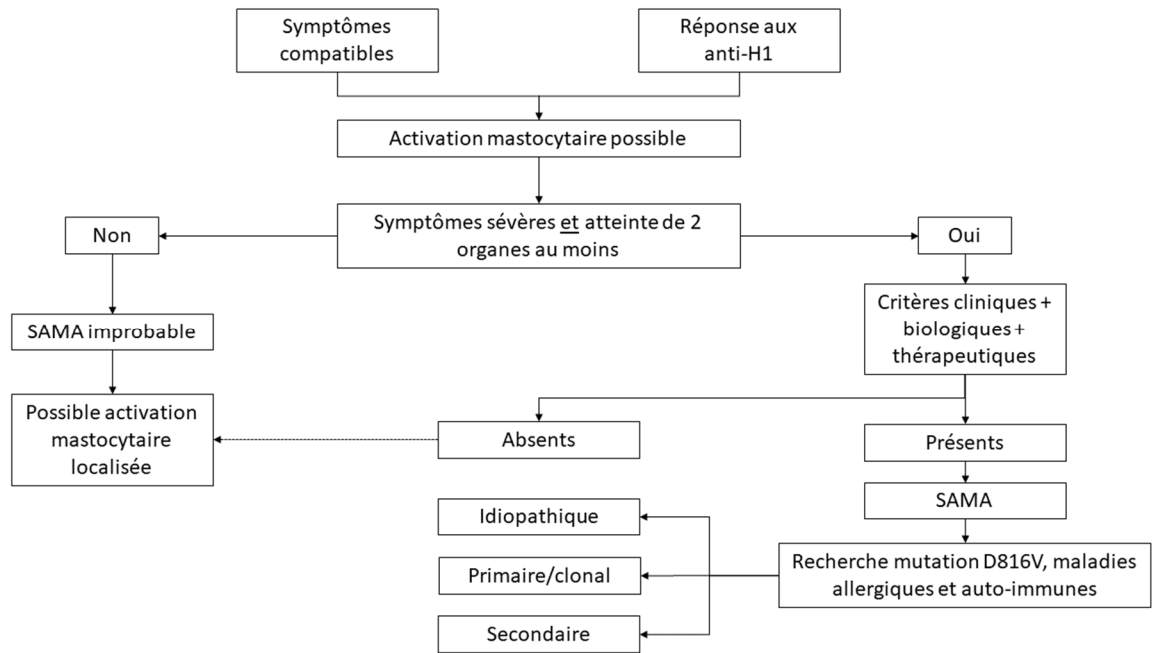 Symptômes
compatibles
Réponse aux
anti-H1
Activation mastocytaire possible
Symptômes sévères et atteinte de 2
organes au moins
Non
Oui
SAMA improbable
Critères cliniques +
biologiques +
thérapeutiques
Possible activation
mastocytaire
localisée
Absents
Présents
SAMA
Idiopathique
Primaire/clonal
Secondaire
Recherche mutation D816V, maladies
allergiques et auto-immunes